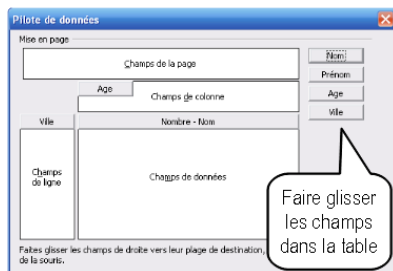 Pilote de données
Mise en page
Champs de la page
Nom
Prénom
Age
Ville
Age
Champs de colonne
Ville
Nombre - Nom
Champs
de ligne
Champs de données
Faire glisser
les champs
dans la table
Faites glisser les champs de droite vers leur plage de destination,
de la souris.